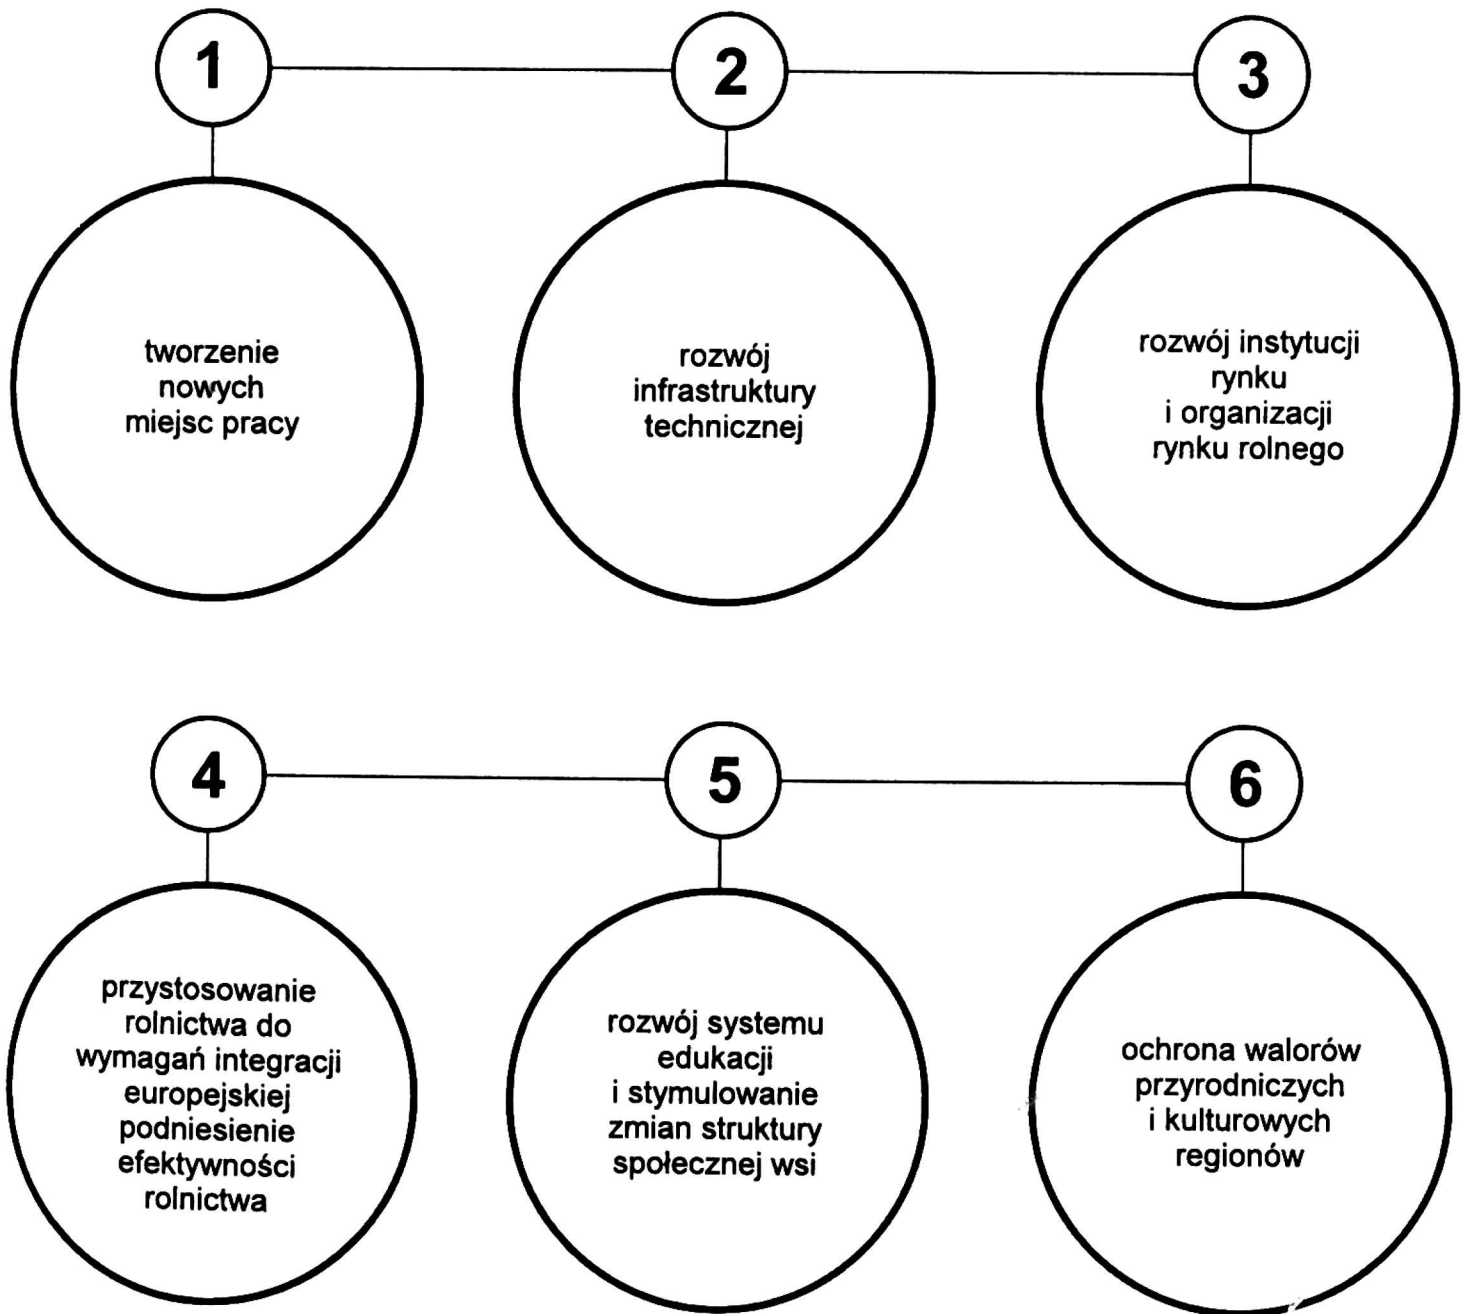 1
2
3
tworzenie
nowych
miejsc pracy
rozwój
infrastruktury
technicznej
rozwój instytucji
rynku
i organizacji
rynku rolnego
4
5
6
przystosowanie
rolnictwa do
wymagań integracji
europejskiej
podniesienie
efektywności
rolnictwa
rozwój systemu
edukacji
i stymulowanie
zmian struktury
społecznej wsi
ochrona walorów
przyrodniczych
i kulturowych
regionów